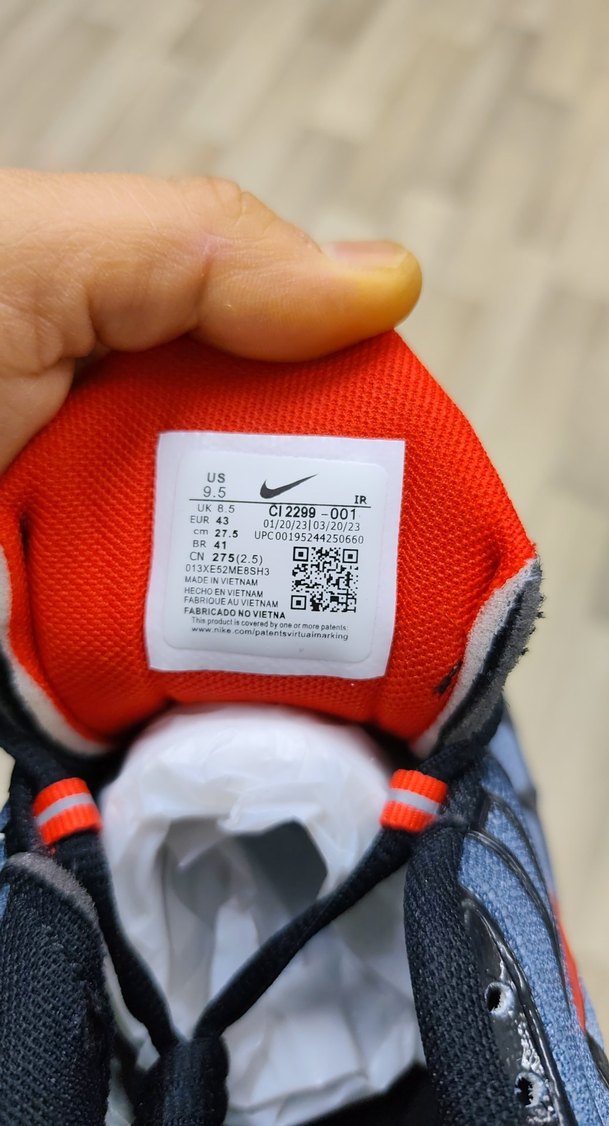 US
9.5
IR
UK 8.5
CI 2299 -001
EUR 43
01/20/23|03/20/23
cm 27.5
UPC00195244250660
BR 41
CN 275(2.5)
013XE52ME8SH3
MADE IN VIETNAM
HECHO EN VIETNAM
FABRIQUE AU VIETNAM
FABRICADO NO VIETNA
This product is covered by one or more patents:
www.nike.com/patentsvirtualmarking